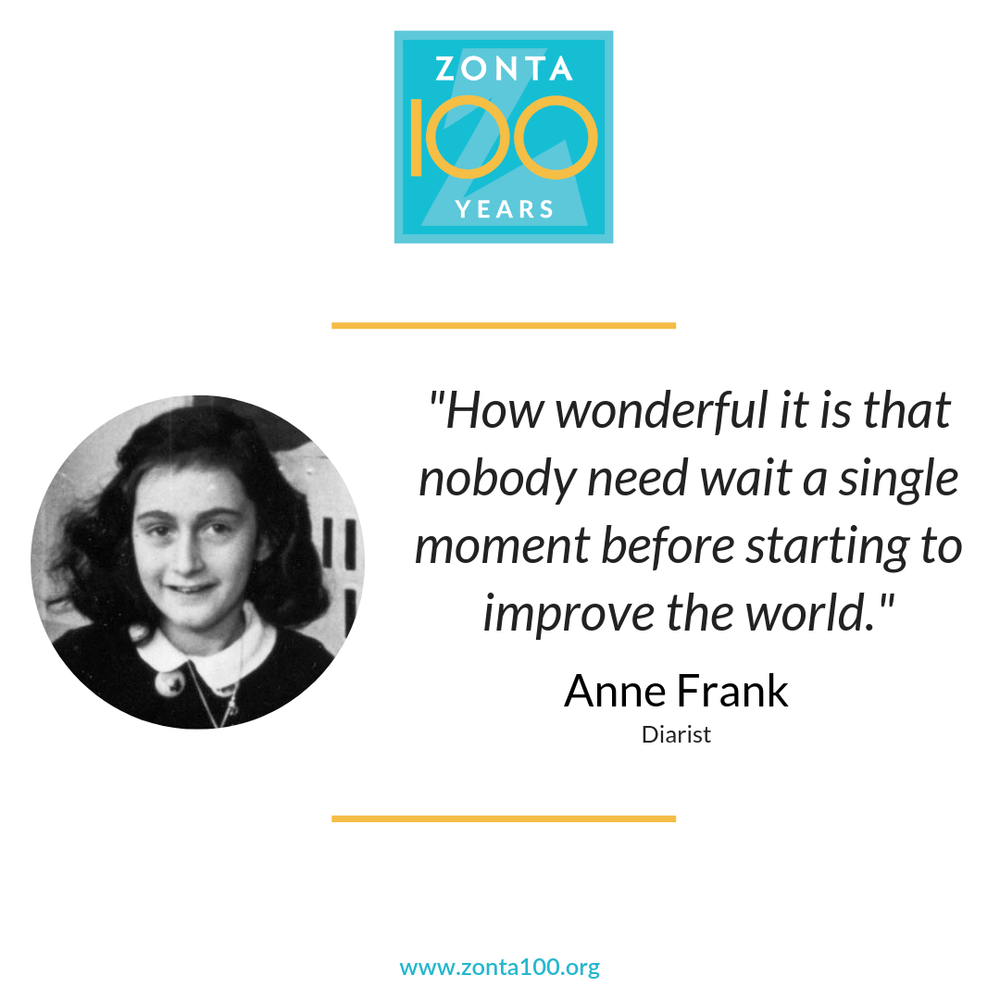 ZONTA
100
YEARS
"How wonderful it is that
nobody need wait a single
moment before starting to
improve the world."
Anne Frank
Diarist
www.zonta100.org